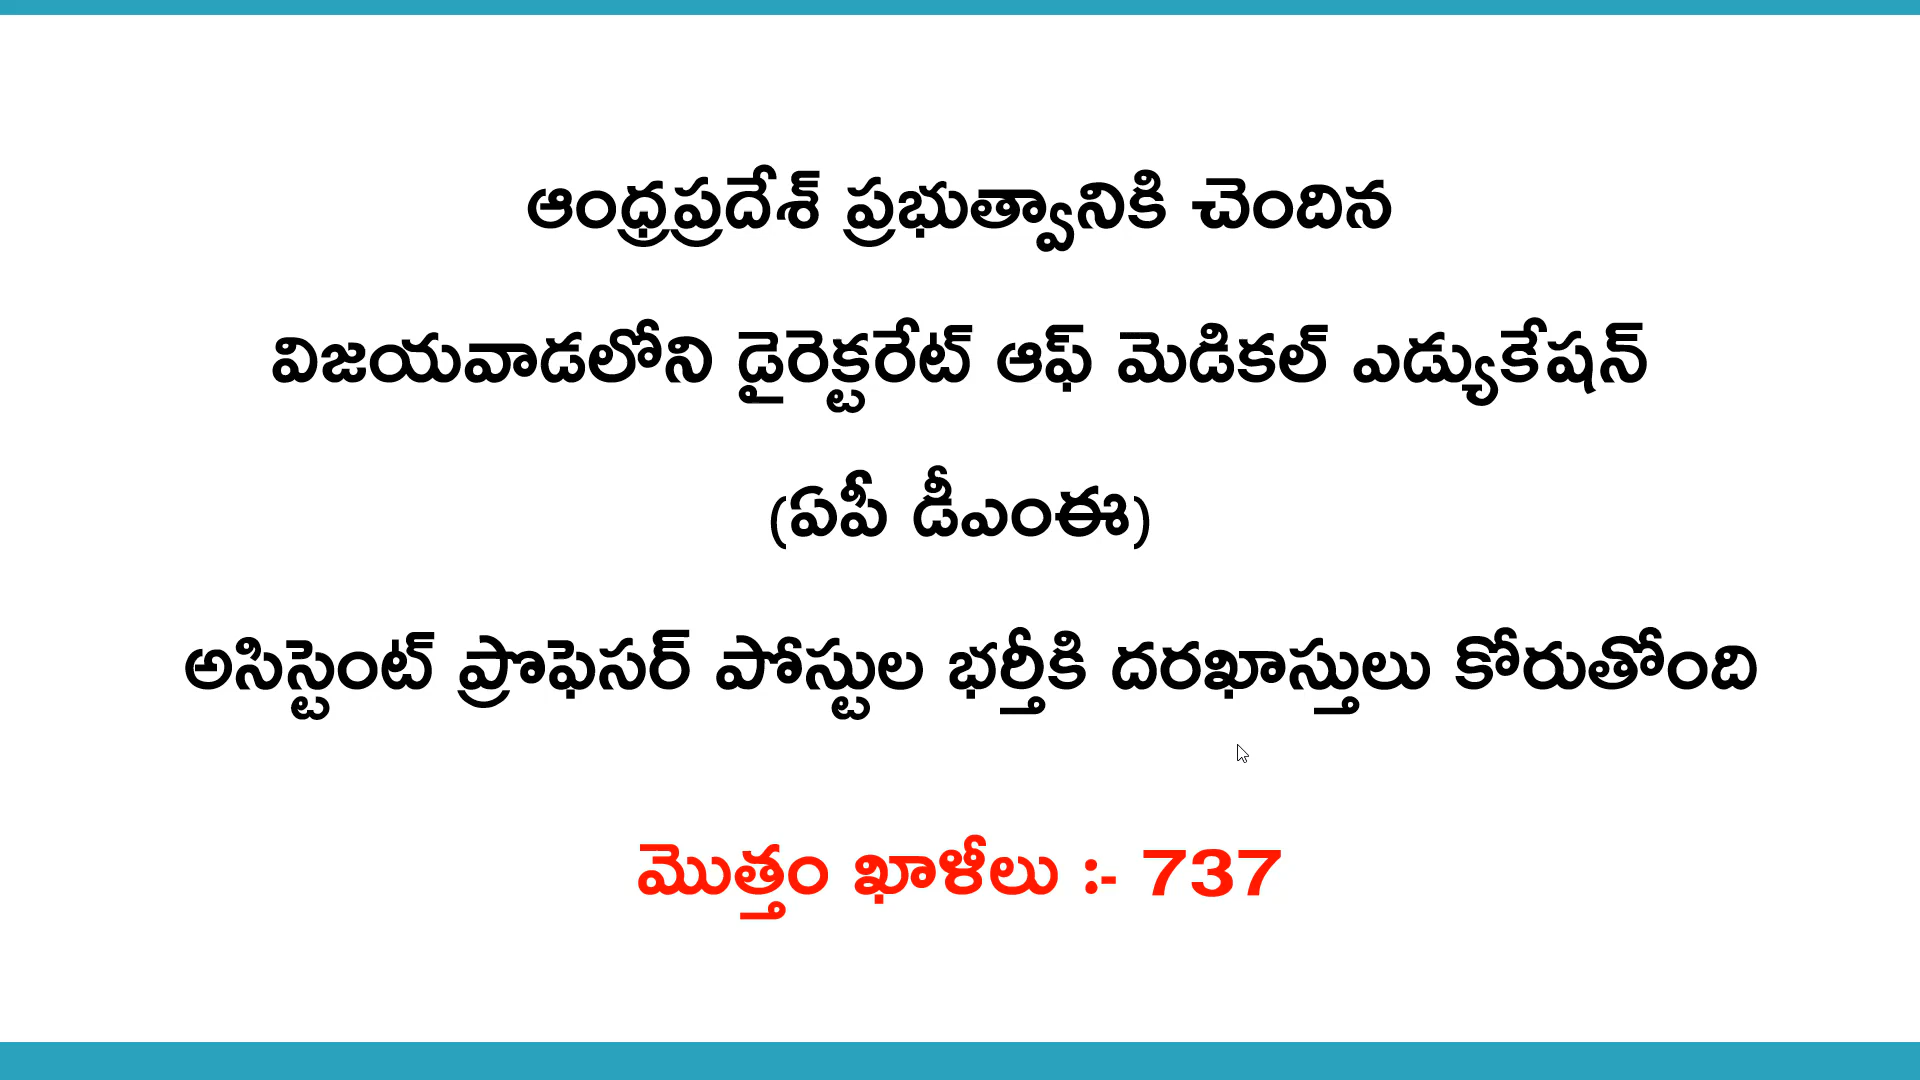 ఆంధ్రప్రదేశ్ ప్రభుత్వానికి చెందిన
విజయవాడలోని డైరెక్టరేట్ ఆఫ్ మెడికల్ ఎడ్యుకేషన్
(ఏపీ డీఎంఈ)
అసిస్టెంట్ ప్రొఫెసర్ పోస్టుల భర్తీకి దరఖాస్తులు కోరుతోంది
మొత్తం ఖాళీలు :- 737